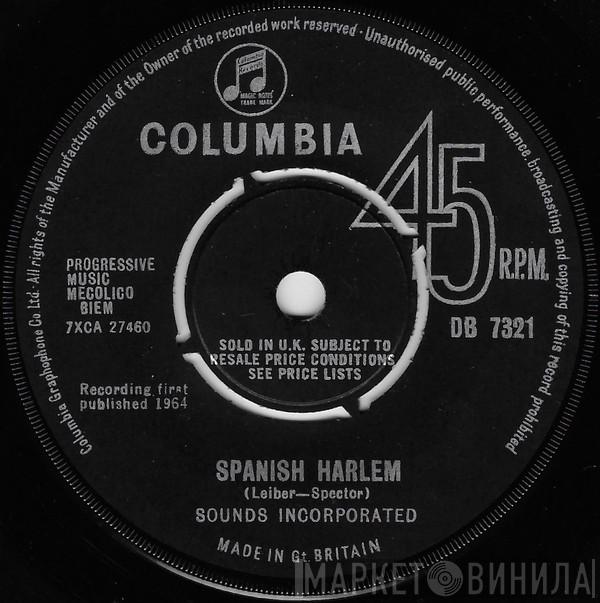 Columbia Graphophone Co Ltd· All rights of the Manufacturer and of the Owner of the recorded work reserved · Unauthorised public performance, broadcasting and copying of this record prohibited
Columbia
Records
MAGIC NOTES
TRADE MARK
COLUMBIA
45
R.P.M.
PROGRESSIVE
MUSIC
MECOLICO
BIEM
7XCA 27460
DB 7321
SOLD IN U.K. SUBJECT TO
RESALE PRICE CONDITIONS,
SEE PRICE LISTS
Recording first
published 1964
SPANISH HARLEM
(Leiber—Spector)
SOUNDS INCORPORATED
MADE IN Gt. BRITAIN
МАРКЕТ ВИНИЛА